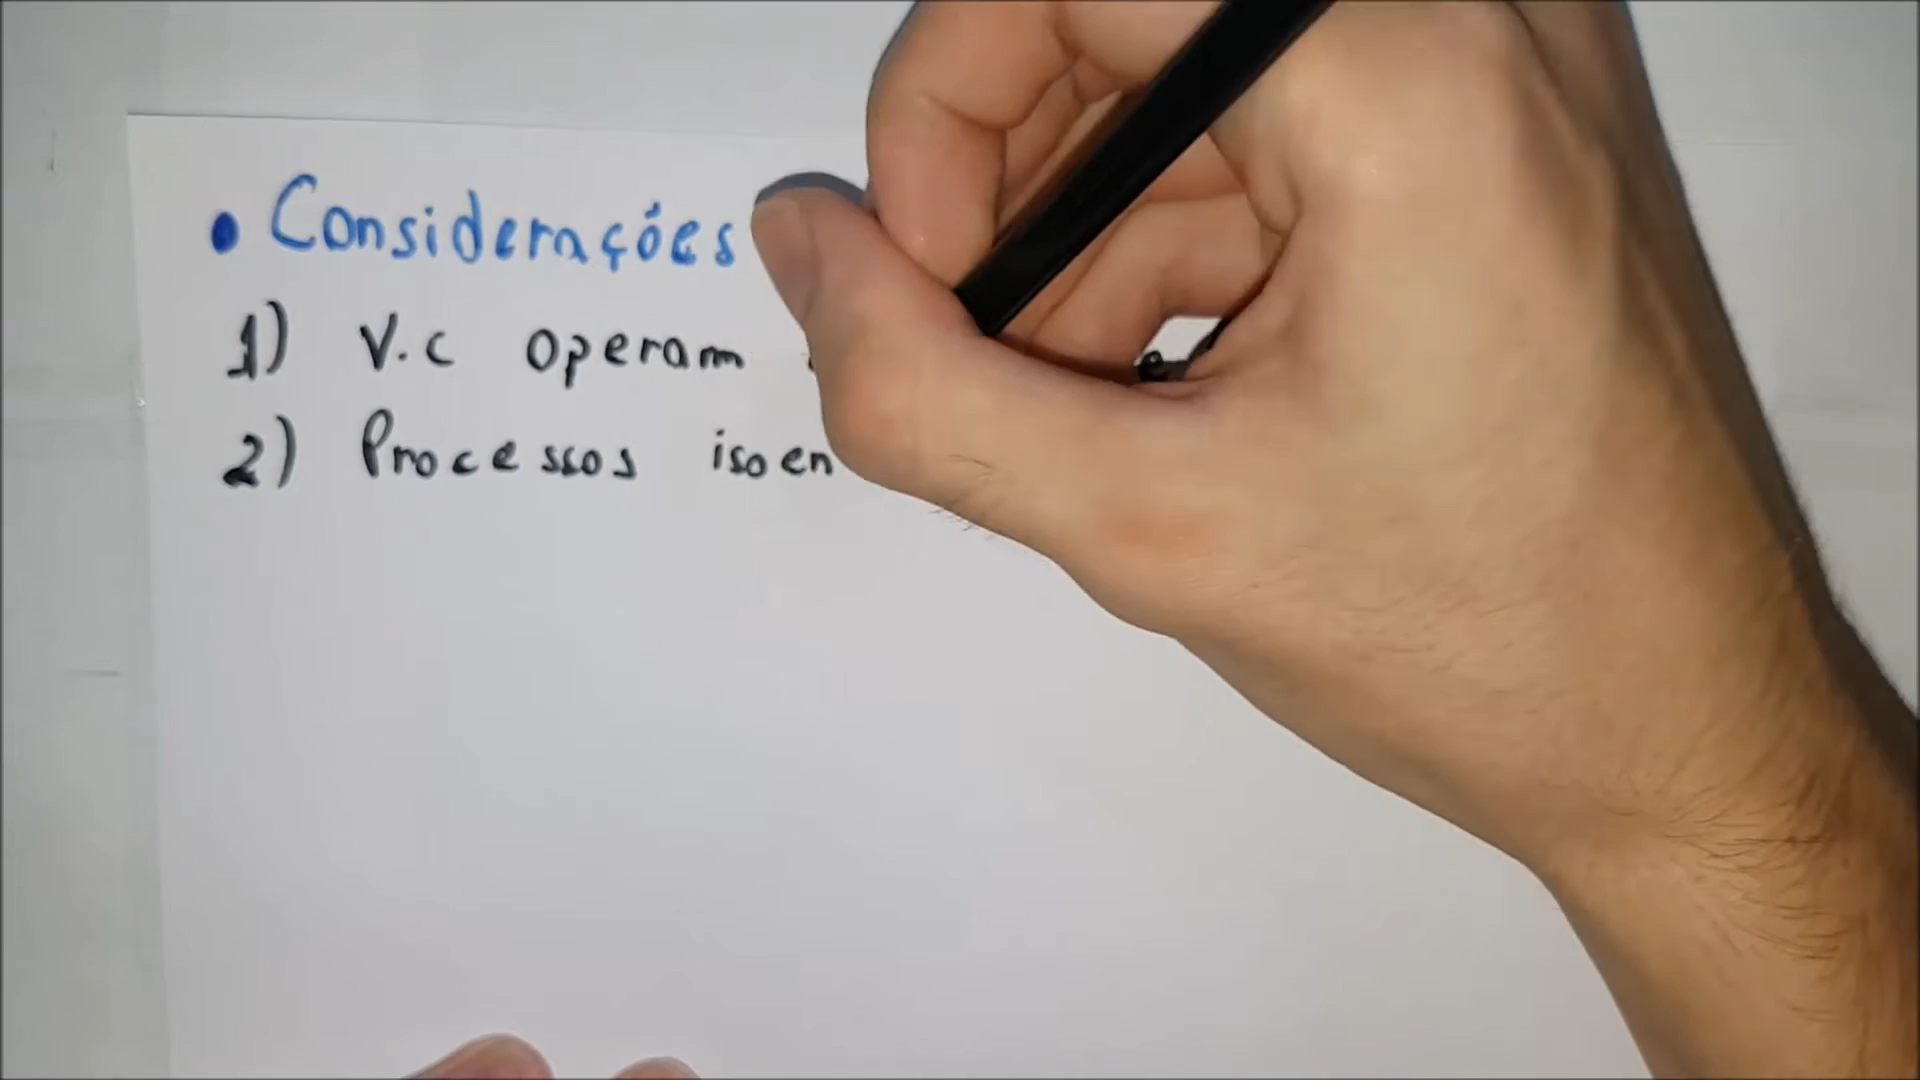 • Considerações
1) V.c operam
2) Processos isoen